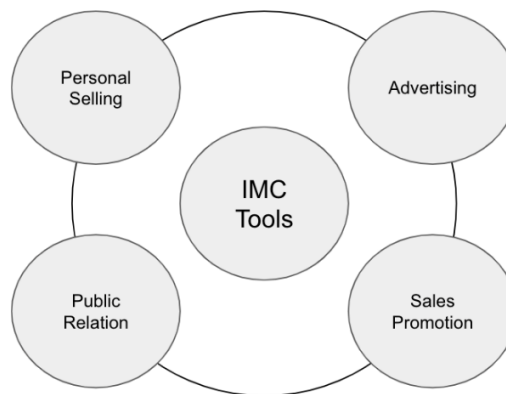 Personal
Selling
Advertising
IMC
Tools
Public
Relation
Sales
Promotion